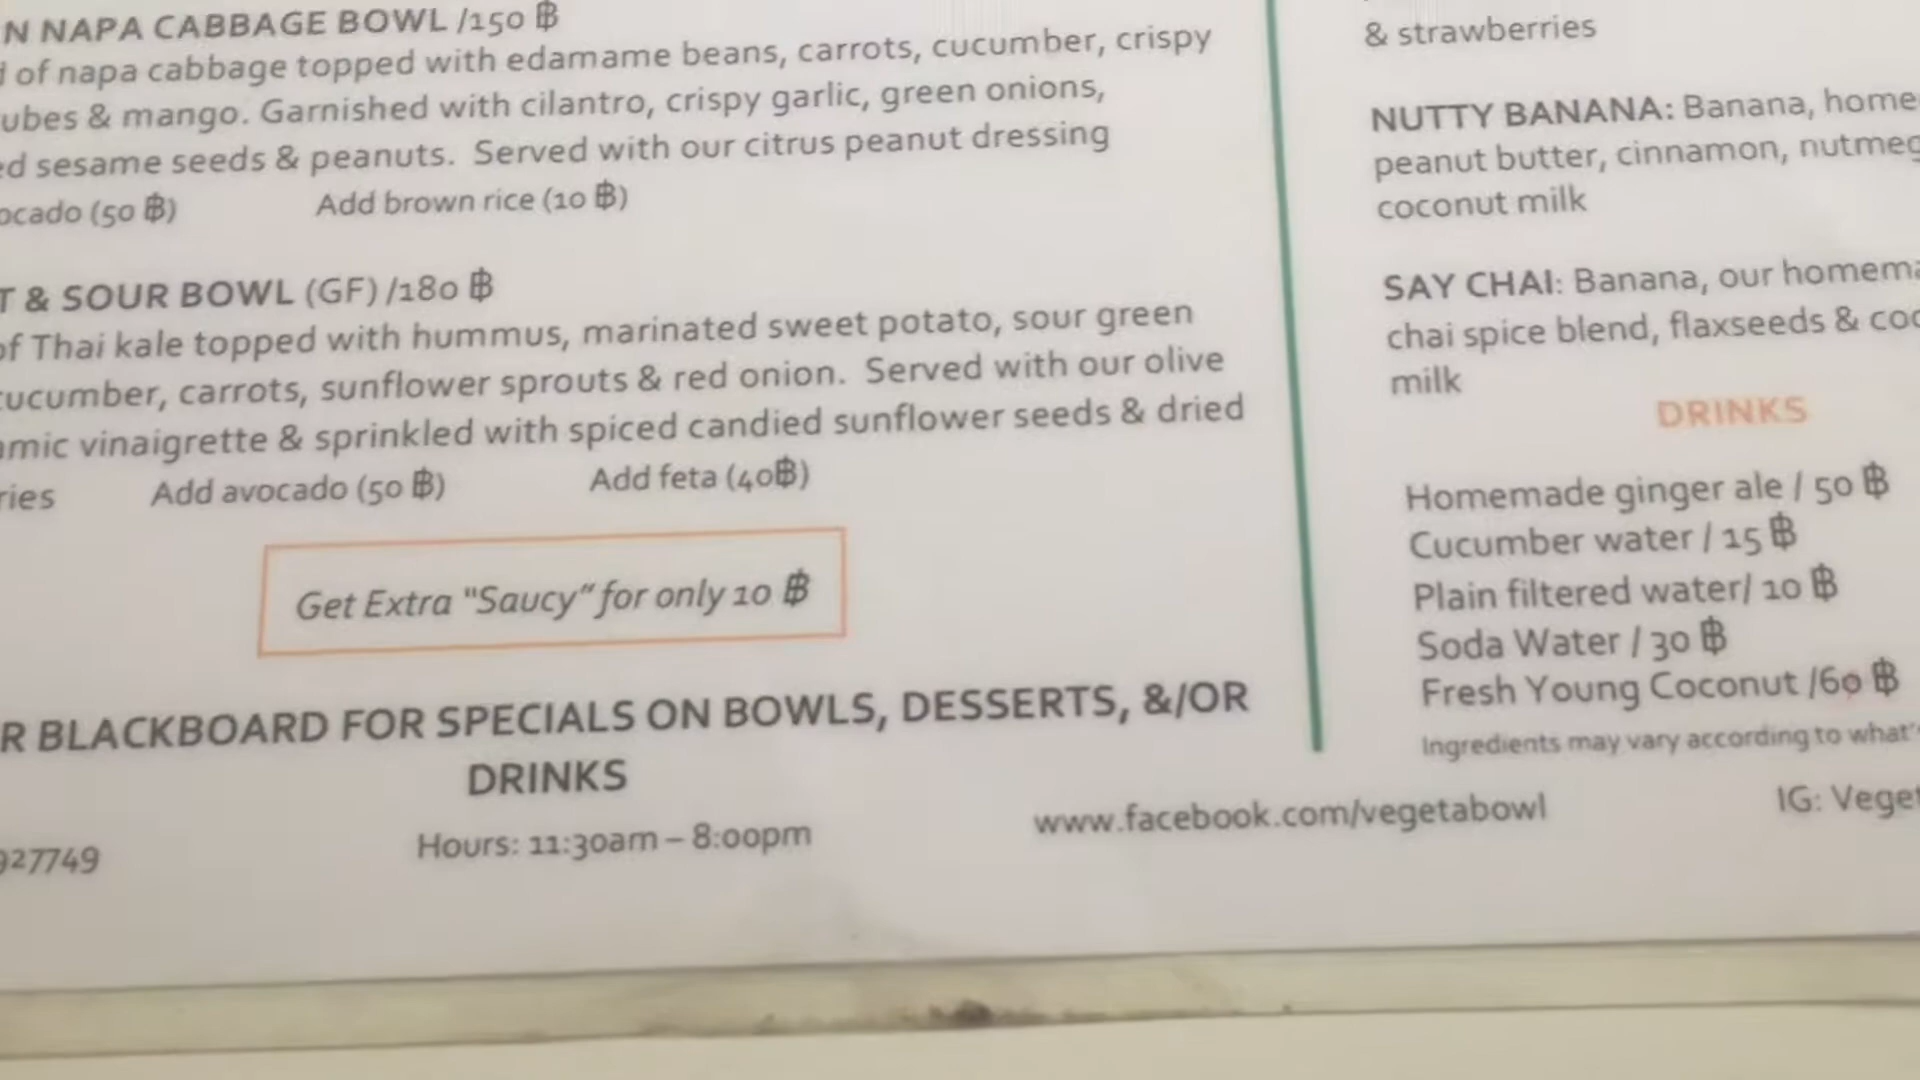 N NAPA CABBAGE BOWL /150 ฿
of napa cabbage topped with edamame beans, carrots, cucumber, crispy
ubes & mango. Garnished with cilantro, crispy garlic, green onions,
ed sesame seeds & peanuts. Served with our citrus peanut dressing
ocado (50 ฿) Add brown rice (10 ฿)
T & SOUR BOWL (GF) /180 ฿
of Thai kale topped with hummus, marinated sweet potato, sour green
cucumber, carrots, sunflower sprouts & red onion. Served with our olive
amic vinaigrette & sprinkled with spiced candied sunflower seeds & dried
ries Add avocado (50 ฿) Add feta (40฿)
Get Extra "Saucy" for only 10 ฿
R BLACKBOARD FOR SPECIALS ON BOWLS, DESSERTS, &/OR
DRINKS
927749 Hours: 11:30am – 8:00pm www.facebook.com/vegetabowl IG: Veget
& strawberries
NUTTY BANANA: Banana, home
peanut butter, cinnamon, nutmeg
coconut milk
SAY CHAI: Banana, our homema
chai spice blend, flaxseeds & coc
milk
DRINKS
Homemade ginger ale / 50 ฿
Cucumber water / 15 ฿
Plain filtered water/ 10 ฿
Soda Water / 30 ฿
Fresh Young Coconut /60 ฿
Ingredients may vary according to what'